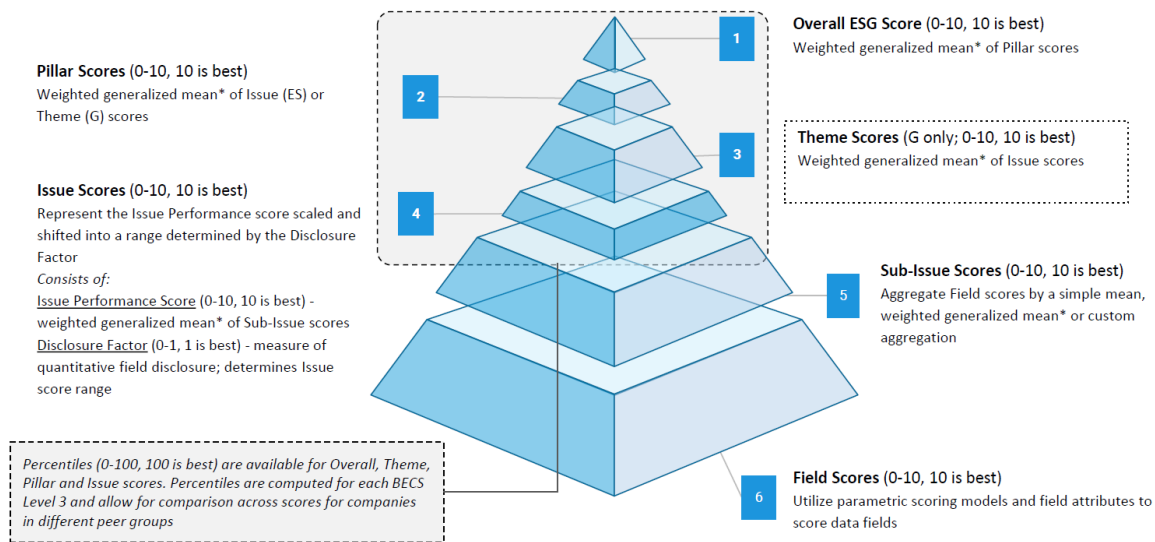 1
Overall ESG Score (0-10, 10 is best)
Weighted generalized mean* of Pillar scores
Pillar Scores (0-10, 10 is best)
Weighted generalized mean* of Issue (ES) or
Theme (G) scores
2
3
Theme Scores (G only; 0-10, 10 is best)
Weighted generalized mean* of Issue scores
Issue Scores (0-10, 10 is best)
Represent the Issue Performance score scaled and
shifted into a range determined by the Disclosure
Factor
Consists of:
Issue Performance Score (0-10, 10 is best) -
weighted generalized mean* of Sub-Issue scores
Disclosure Factor (0-1, 1 is best) - measure of
quantitative field disclosure; determines Issue
score range
4
5
Sub-Issue Scores (0-10, 10 is best)
Aggregate Field scores by a simple mean,
weighted generalized mean* or custom
aggregation
Percentiles (0-100, 100 is best) are available for Overall, Theme,
Pillar and Issue scores. Percentiles are computed for each BECS
Level 3 and allow for comparison across scores for companies
in different peer groups
6
Field Scores (0-10, 10 is best)
Utilize parametric scoring models and field attributes to
score data fields